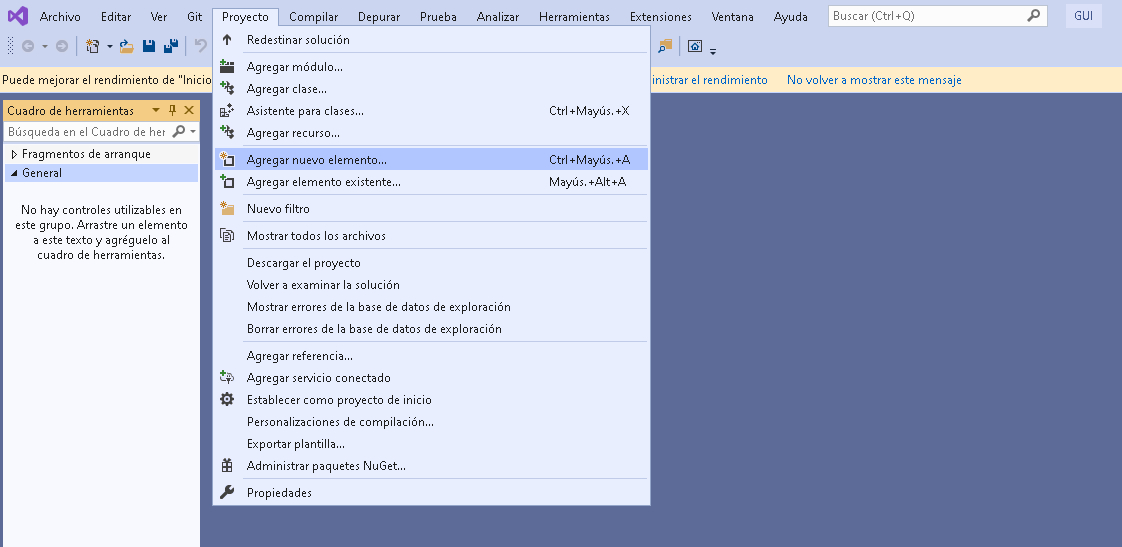 Archivo Editar Ver Git Proyecto Compilar Depurar Prueba Analizar Herramientas Extensiones Ventana Ayuda Buscar (Ctrl+Q) GUI
Redestinar solución
Agregar módulo...
Puede mejorar el rendimiento de "Inicio
inistrar el rendimiento No volver a mostrar este mensaje
Agregar clase...
Cuadro de herramientas
Asistente para clases... Ctrl+Mayús.+X
Búsqueda en el Cuadro de her
Agregar recurso...
Fragmentos de arranque
Agregar nuevo elemento... Ctrl+Mayús.+A
General
Agregar elemento existente... Mayús.+Alt+A
No hay controles utilizables en
este grupo. Arrastre un elemento
a este texto y agréguelo al
cuadro de herramientas.
Nuevo filtro
Mostrar todos los archivos
Descargar el proyecto
Volver a examinar la solución
Mostrar errores de la base de datos de exploración
Borrar errores de la base de datos de exploración
Agregar referencia...
Agregar servicio conectado
Establecer como proyecto de inicio
Personalizaciones de compilación...
Exportar plantilla...
Administrar paquetes NuGet...
Propiedades